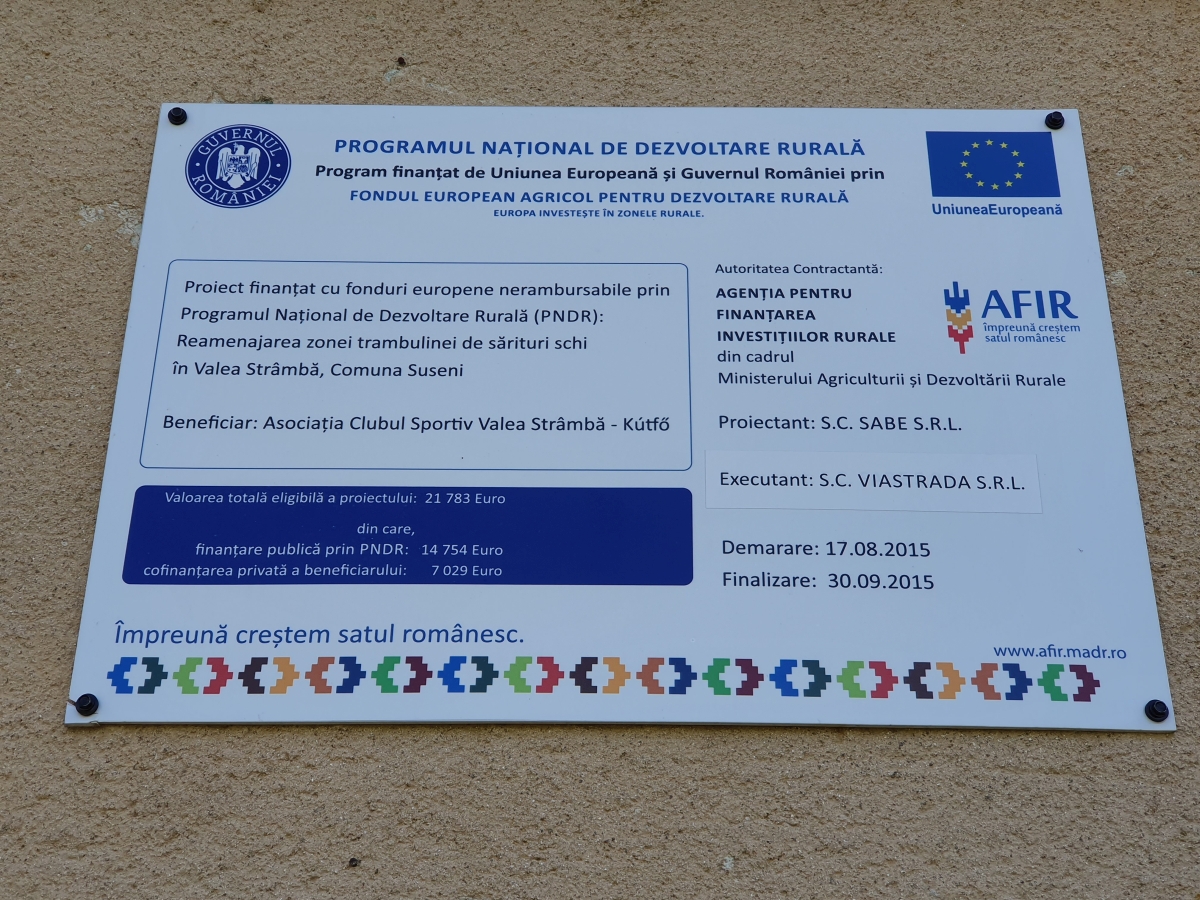 GUVERNUL ROMÂNIEI
PROGRAMUL NAȚIONAL DE DEZVOLTARE RURALĂ
Program finanțat de Uniunea Europeană și Guvernul României prin
FONDUL EUROPEAN AGRICOL PENTRU DEZVOLTARE RURALĂ
EUROPA INVESTEȘTE ÎN ZONELE RURALE.
UniuneaEuropeană
Proiect finanțat cu fonduri europene nerambursabile prin
Programul Național de Dezvoltare Rurală (PNDR):
Reamenajarea zonei trambulinei de sărituri schi
în Valea Strâmbă, Comuna Suseni
Beneficiar: Asociația Clubul Sportiv Valea Strâmbă - Kútfő
Valoarea totală eligibilă a proiectului: 21 783 Euro
din care,
finanțare publică prin PNDR: 14 754 Euro
cofinanțarea privată a beneficiarului: 7 029 Euro
Autoritatea Contractantă:
AGENȚIA PENTRU
FINANȚAREA
INVESTIȚIILOR RURALE
din cadrul
Ministerului Agriculturii și Dezvoltării Rurale
AFIR
împreună creștem
satul românesc
Proiectant: S.C. SABE S.R.L.
Executant: S.C. VIASTRADA S.R.L.
Demarare: 17.08.2015
Finalizare: 30.09.2015
Împreună creștem satul românesc.
www.afir.madr.ro